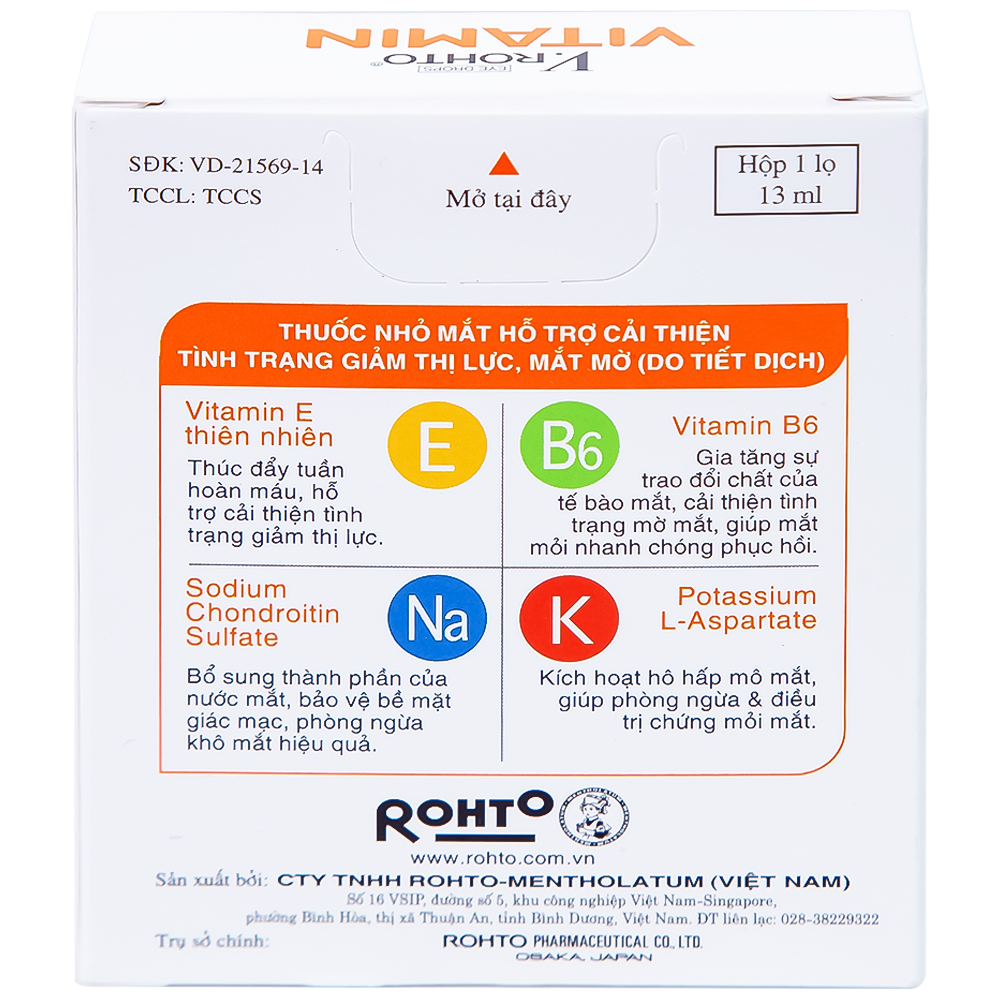 VITAMIN
V.ROHTO®
EYE DROPS
SĐK: VD-21569-14
TCCL: TCCS
Mở tại đây
Hộp 1 lọ
13 ml
THUỐC NHỎ MẮT HỖ TRỢ CẢI THIỆN
TÌNH TRẠNG GIẢM THỊ LỰC, MẮT MỜ (DO TIẾT DỊCH)
Vitamin E
thiên nhiên
Thúc đẩy tuần
hoàn máu, hỗ
trợ cải thiện tình
trạng giảm thị lực.
E
B6
Vitamin B6
Gia tăng sự
trao đổi chất của
tế bào mắt, cải thiện tình
trạng mờ mắt, giúp mắt
mỏi nhanh chóng phục hồi.
Sodium
Chondroitin
Sulfate
Na
Bổ sung thành phần của
nước mắt, bảo vệ bề mặt
giác mạc, phòng ngừa
khô mắt hiệu quả.
K
Potassium
L-Aspartate
Kích hoạt hô hấp mô mắt,
giúp phòng ngừa & điều
trị chứng mỏi mắt.
ROHTO
www.rohto.com.vn
Sản xuất bởi: CTY TNHH ROHTO-MENTHOLATUM (VIỆT NAM)
Số 16 VSIP, đường số 5, khu công nghiệp Việt Nam-Singapore,
phường Bình Hòa, thị xã Thuận An, tỉnh Bình Dương, Việt Nam. ĐT liên lạc: 028-38229322
Trụ sở chính: ROHTO PHARMACEUTICAL CO., LTD.
OSAKA, JAPAN